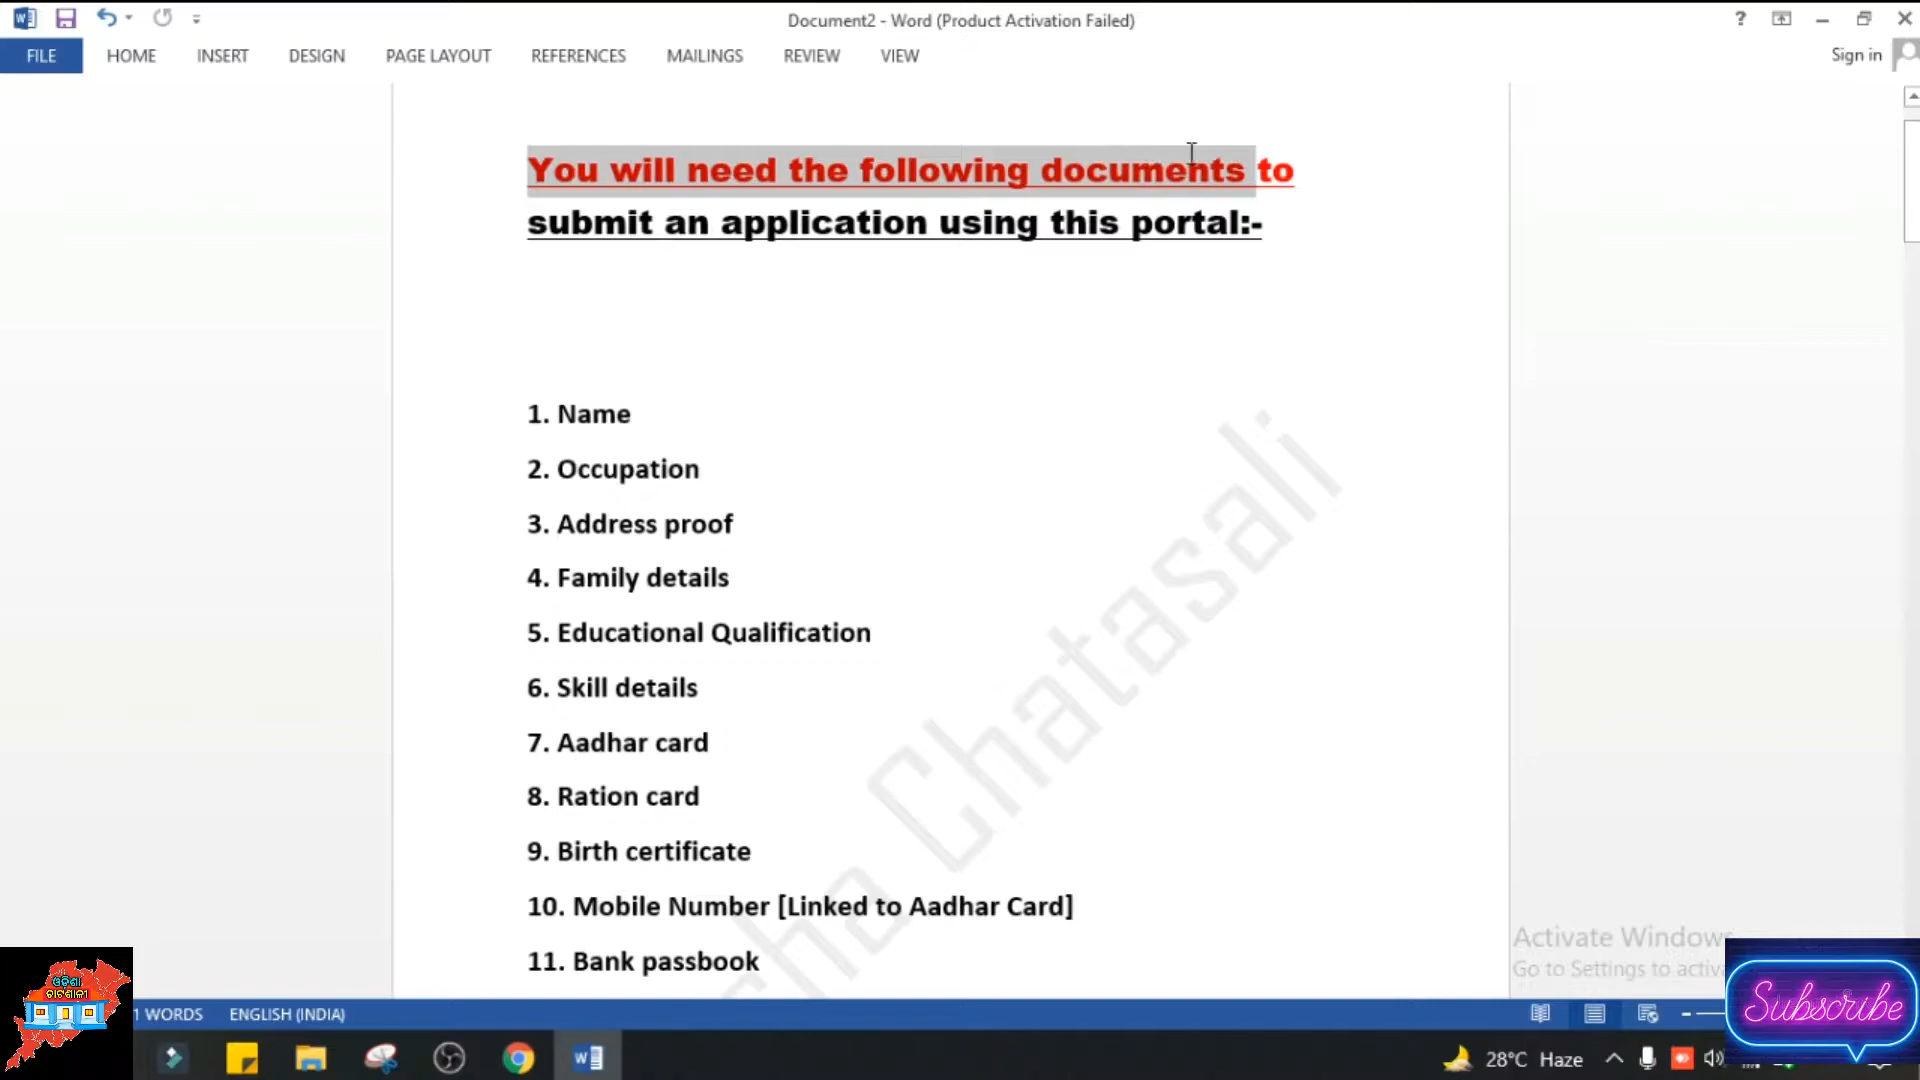 Document2 - Word (Product Activation Failed)
FILE HOME INSERT DESIGN PAGE LAYOUT REFERENCES MAILINGS REVIEW VIEW Sign in
You will need the following documents to
submit an application using this portal:-
1. Name
2. Occupation
3. Address proof
4. Family details
5. Educational Qualification
6. Skill details
7. Aadhar card
8. Ration card
9. Birth certificate
10. Mobile Number [Linked to Aadhar Card]
11. Bank passbook
Chatasali
Activate Windows
Go to Settings to
ଓଡ଼ିଶା
ଚାଟଶାଳୀ
Subscribe
WORDS ENGLISH (INDIA)
28°C Haze